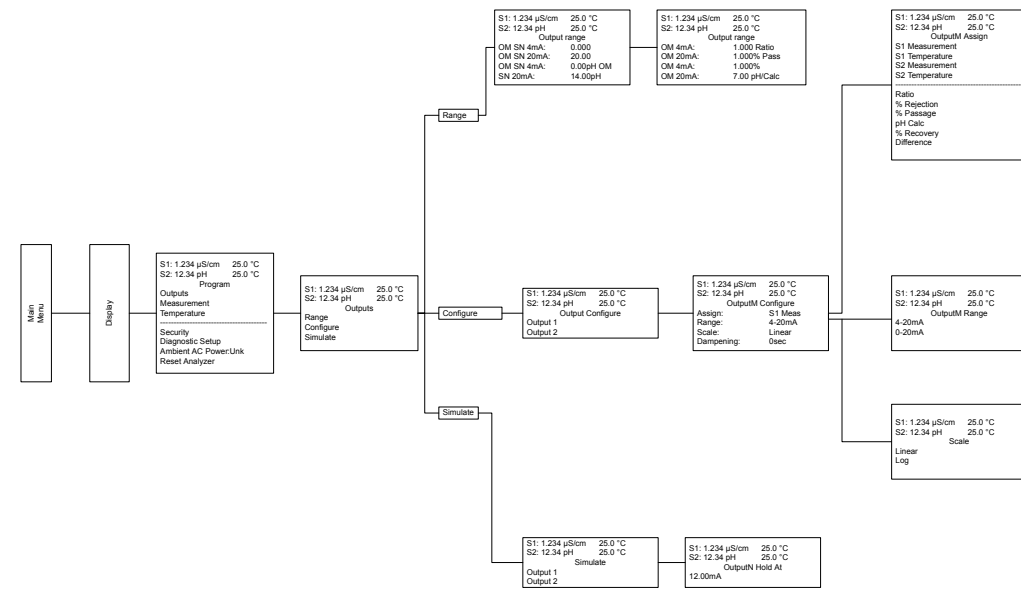 Main
Menu
Display
S1: 1.234 µS/cm 25.0 °C
S2: 12.34 pH 25.0 °C
Program
Outputs
Measurement
Temperature
Security
Diagnostic Setup
Ambient AC Power:Unk
Reset Analyzer
S1: 1.234 µS/cm 25.0 °C
S2: 12.34 pH 25.0 °C
Outputs
Range
Configure
Simulate
Range
S1: 1.234 µS/cm 25.0 °C
S2: 12.34 pH 25.0 °C
Output range
OM SN 4mA: 0.000
OM SN 20mA: 20.00
OM SN 4mA: 0.00pH OM
SN 20mA: 14.00pH
S1: 1.234 µS/cm 25.0 °C
S2: 12.34 pH 25.0 °C
Output range
OM 4mA: 1.000 Ratio
OM 20mA: 1.000% Pass
OM 4mA: 1.000%
OM 20mA: 7.00 pH/Calc
Configure
S1: 1.234 µS/cm 25.0 °C
S2: 12.34 pH 25.0 °C
Output Configure
Output 1
Output 2
S1: 1.234 µS/cm 25.0 °C
S2: 12.34 pH 25.0 °C
OutputM Configure
Assign: S1 Meas
Range: 4-20mA
Scale: Linear
Dampening: 0sec
S1: 1.234 µS/cm 25.0 °C
S2: 12.34 pH 25.0 °C
OutputM Assign
S1 Measurement
S1 Temperature
S2 Measurement
S2 Temperature
Ratio
% Rejection
% Passage
pH Calc
% Recovery
Difference
S1: 1.234 µS/cm 25.0 °C
S2: 12.34 pH 25.0 °C
OutputM Range
4-20mA
0-20mA
S1: 1.234 µS/cm 25.0 °C
S2: 12.34 pH 25.0 °C
Scale
Linear
Log
Simulate
S1: 1.234 µS/cm 25.0 °C
S2: 12.34 pH 25.0 °C
Simulate
Output 1
Output 2
S1: 1.234 µS/cm 25.0 °C
S2: 12.34 pH 25.0 °C
OutputN Hold At
12.00mA